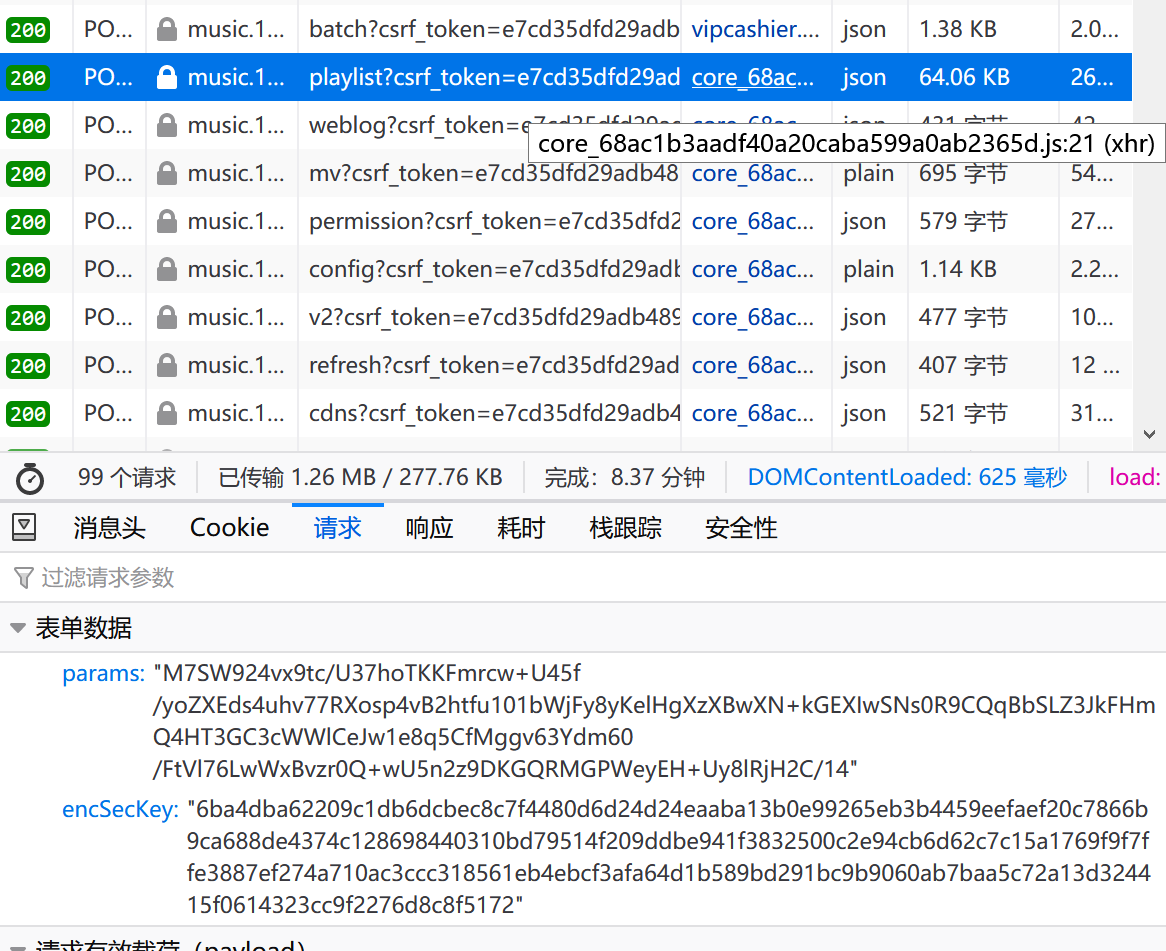 200 PO... music.1... batch?csrf_token=e7cd35dfd29adb vipcashier.... json 1.38 KB 2.0...
200 PO... music.1... playlist?csrf_token=e7cd35dfd29ad core_68ac... json 64.06 KB 26...
200 PO... music.1... weblog?csrf_token=e
core_68ac1b3aadf40a20caba599a0ab2365d.js:21 (xhr)
200 PO... music.1... mv?csrf_token=e7cd35dfd29adb48 core_68ac... plain 695 字节 54...
200 PO... music.1... permission?csrf_token=e7cd35dfd2 core_68ac... json 579 字节 27...
200 PO... music.1... config?csrf_token=e7cd35dfd29adb core_68ac... plain 1.14 KB 2.2...
200 PO... music.1... v2?csrf_token=e7cd35dfd29adb489 core_68ac... json 477 字节 10...
200 PO... music.1... refresh?csrf_token=e7cd35dfd29ad core_68ac... json 407 字节 12 ...
200 PO... music.1... cdns?csrf_token=e7cd35dfd29adb4 core_68ac... json 521 字节 31...
99 个请求 已传输 1.26 MB / 277.76 KB 完成：8.37 分钟 DOMContentLoaded: 625 毫秒 load:
消息头 Cookie 请求 响应 耗时 栈跟踪 安全性
过滤请求参数
表单数据
params: "M7SW924vx9tc/U37hoTKKFmrcw+U45f
/yoZXEds4uhv77RXosp4vB2htfu101bWjFy8yKelHgXzXBwXN+kGEXIwSNs0R9CQqBbSLZ3JkFHm
Q4HT3GC3cWWlCeJw1e8q5CfMggv63Ydm60
/FtVl76LwWxBvzr0Q+wU5n2z9DKGQRMGPWeyEH+Uy8lRjH2C/14"
encSecKey: "6ba4dba62209c1db6dcbec8c7f4480d6d24d24eaaba13b0e99265eb3b4459eefaef20c7866b
9ca688de4374c128698440310bd79514f209ddbe941f3832500c2e94cb6d62c7c15a1769f9f7f
fe3887ef274a710ac3ccc318561eb4ebcf3afa64d1b589bd291bc9b9060ab7baa5c72a13d3244
15f0614323cc9f2276d8c8f5172"
请求有效载荷（payload）